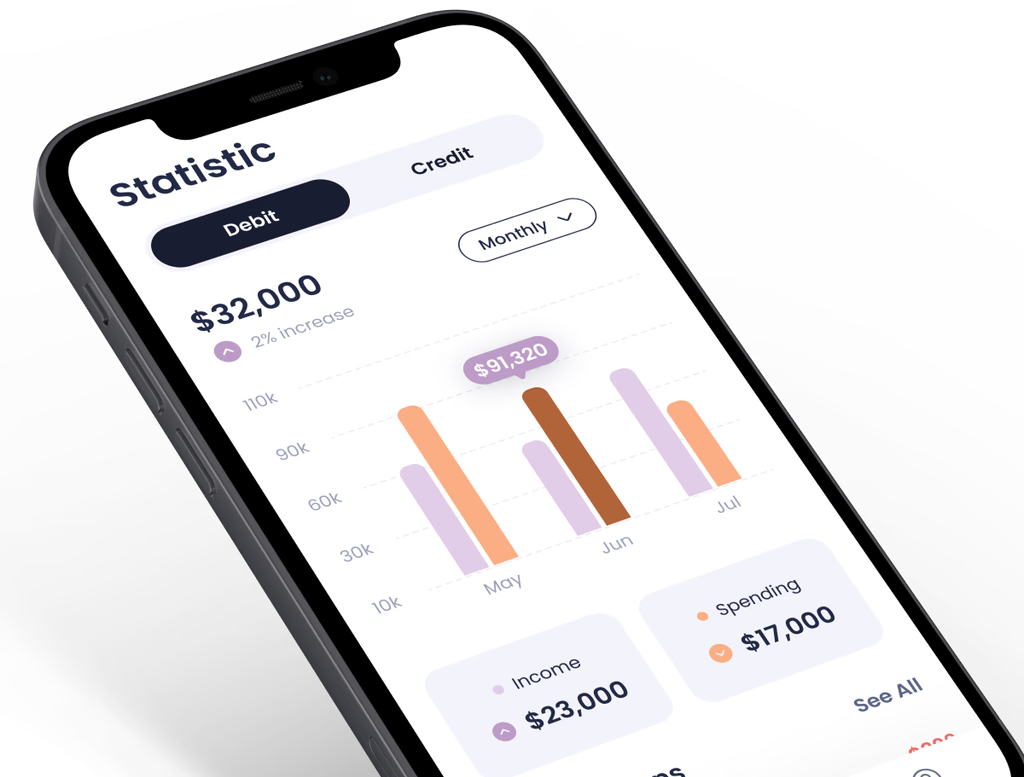 Statistic
Debit
Credit
Monthly
$32,000
2% increase
$91,320
110k
90k
60k
30k
10k
May
Jun
Jul
Income
$23,000
Spending
$17,000
See All